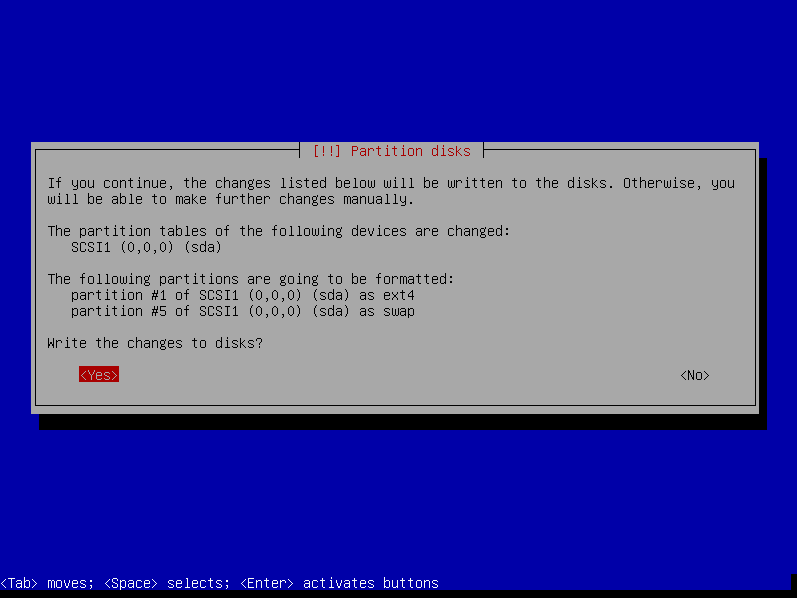 [!!] Partition disks
If you continue, the changes listed below will be written to the disks. Otherwise, you
will be able to make further changes manually.
The partition tables of the following devices are changed:
SCSI1 (0,0,0) (sda)
The following partitions are going to be formatted:
partition #1 of SCSI1 (0,0,0) (sda) as ext4
partition #5 of SCSI1 (0,0,0) (sda) as swap
Write the changes to disks?
<Yes> <No>
<Tab> moves; <Space> selects; <Enter> activates buttons